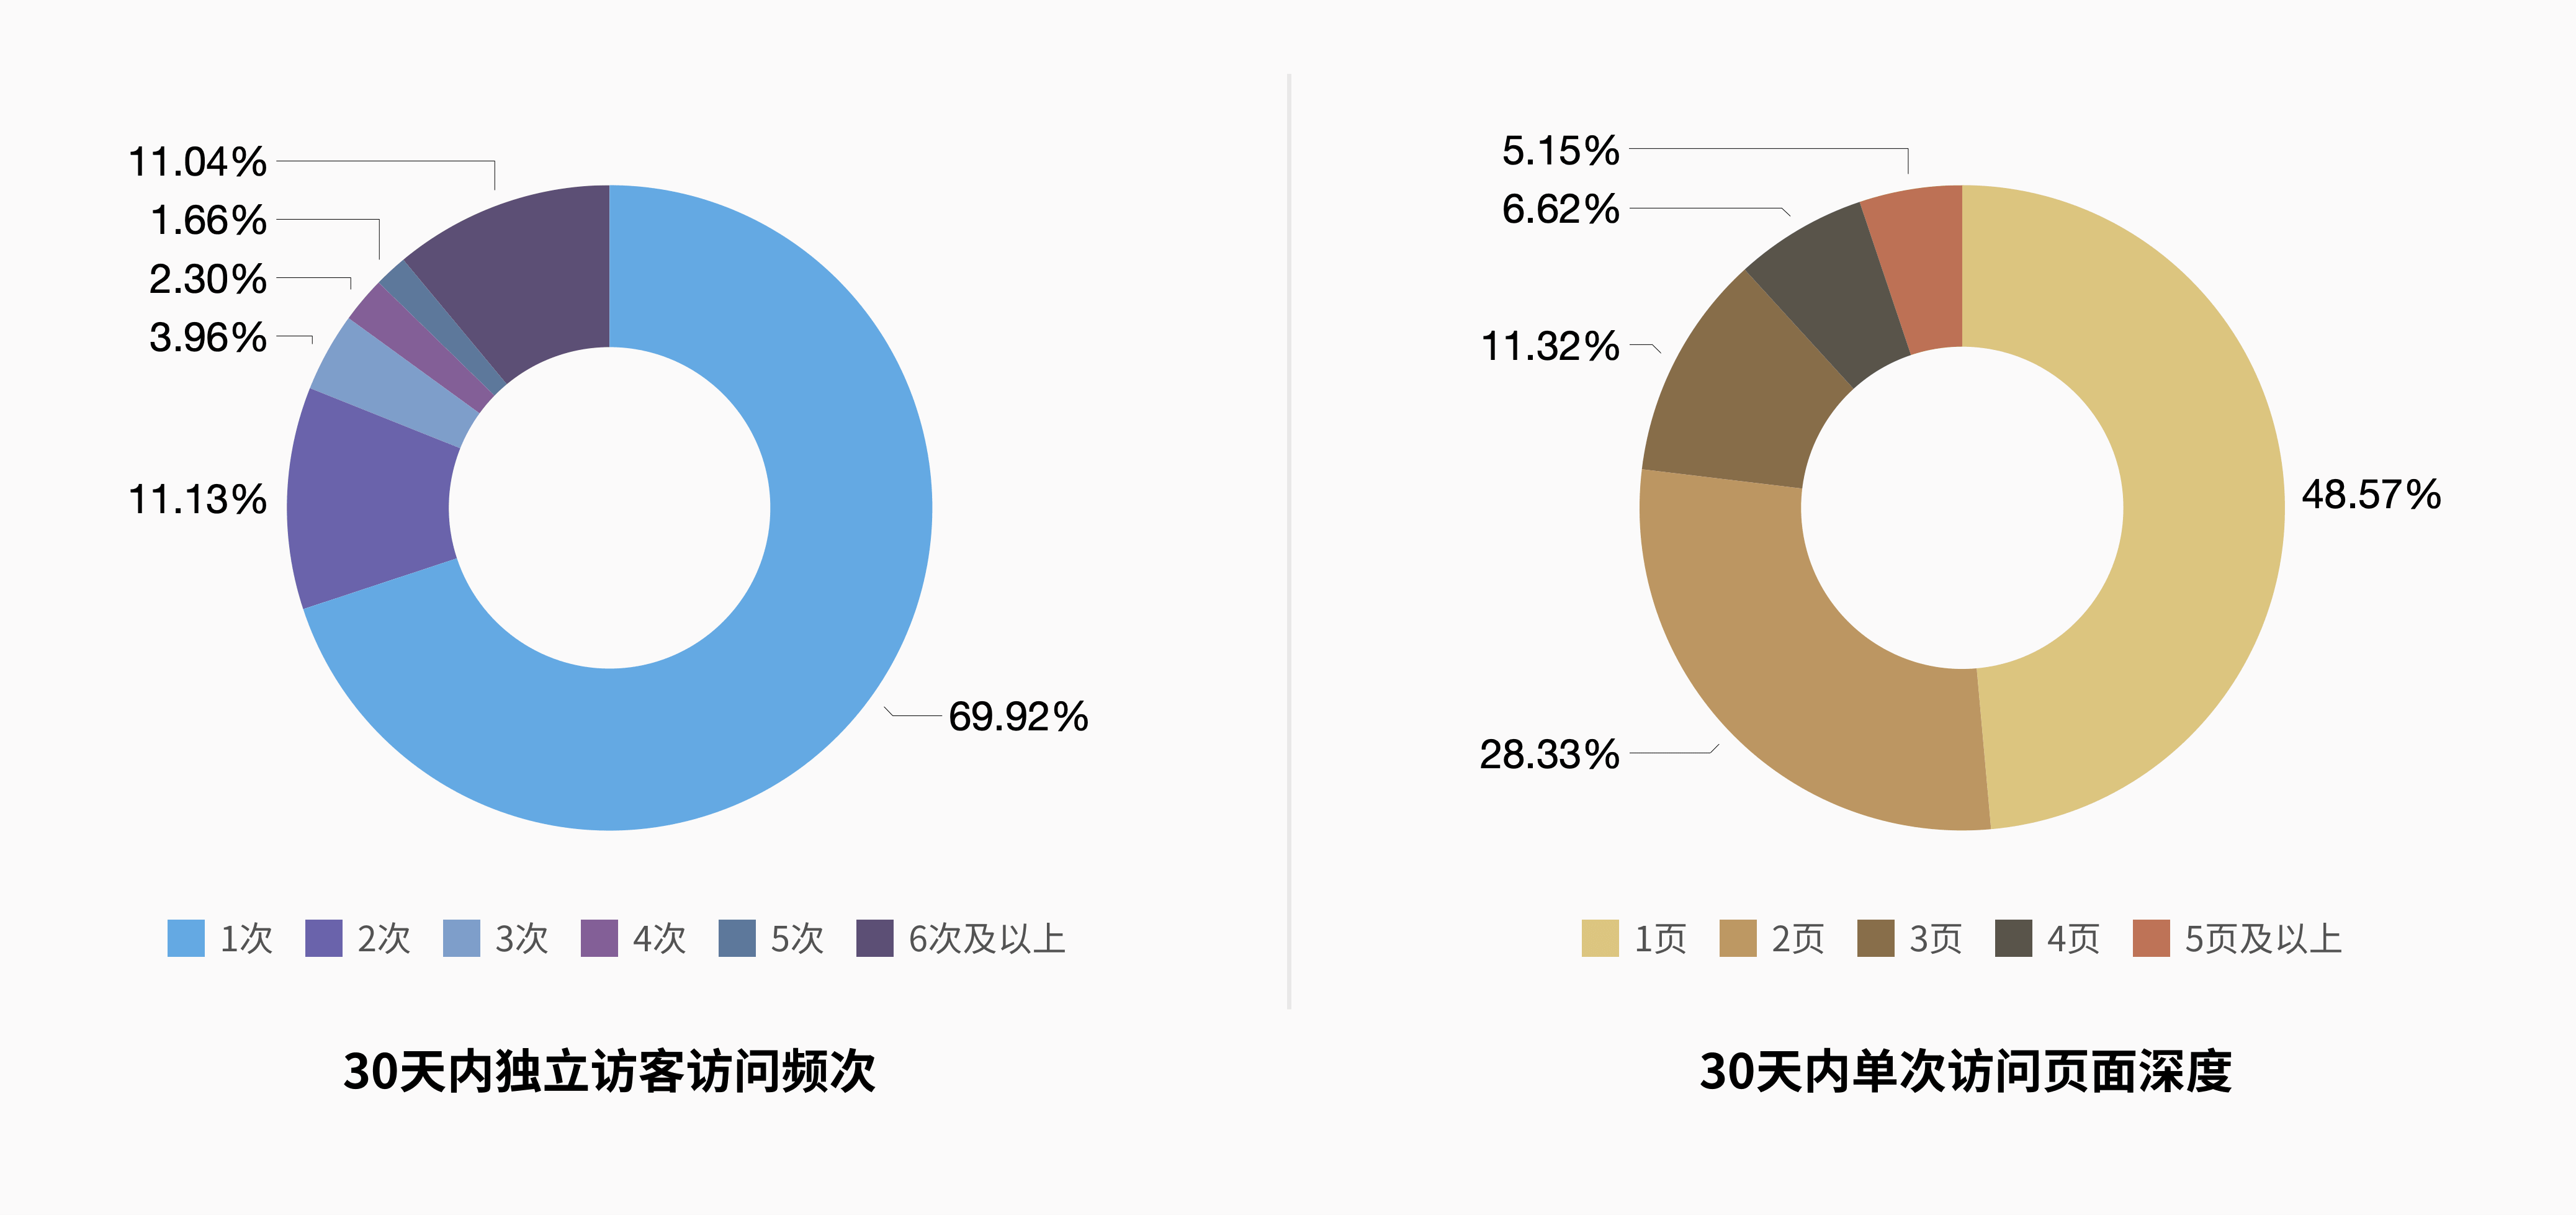 11.04%
1.66%
2.30%
3.96%
11.13%
69.92%
1次 2次 3次 4次 5次 6次及以上
30天内独立访客访问频次
5.15%
6.62%
11.32%
48.57%
28.33%
1页 2页 3页 4页 5页及以上
30天内单次访问页面深度